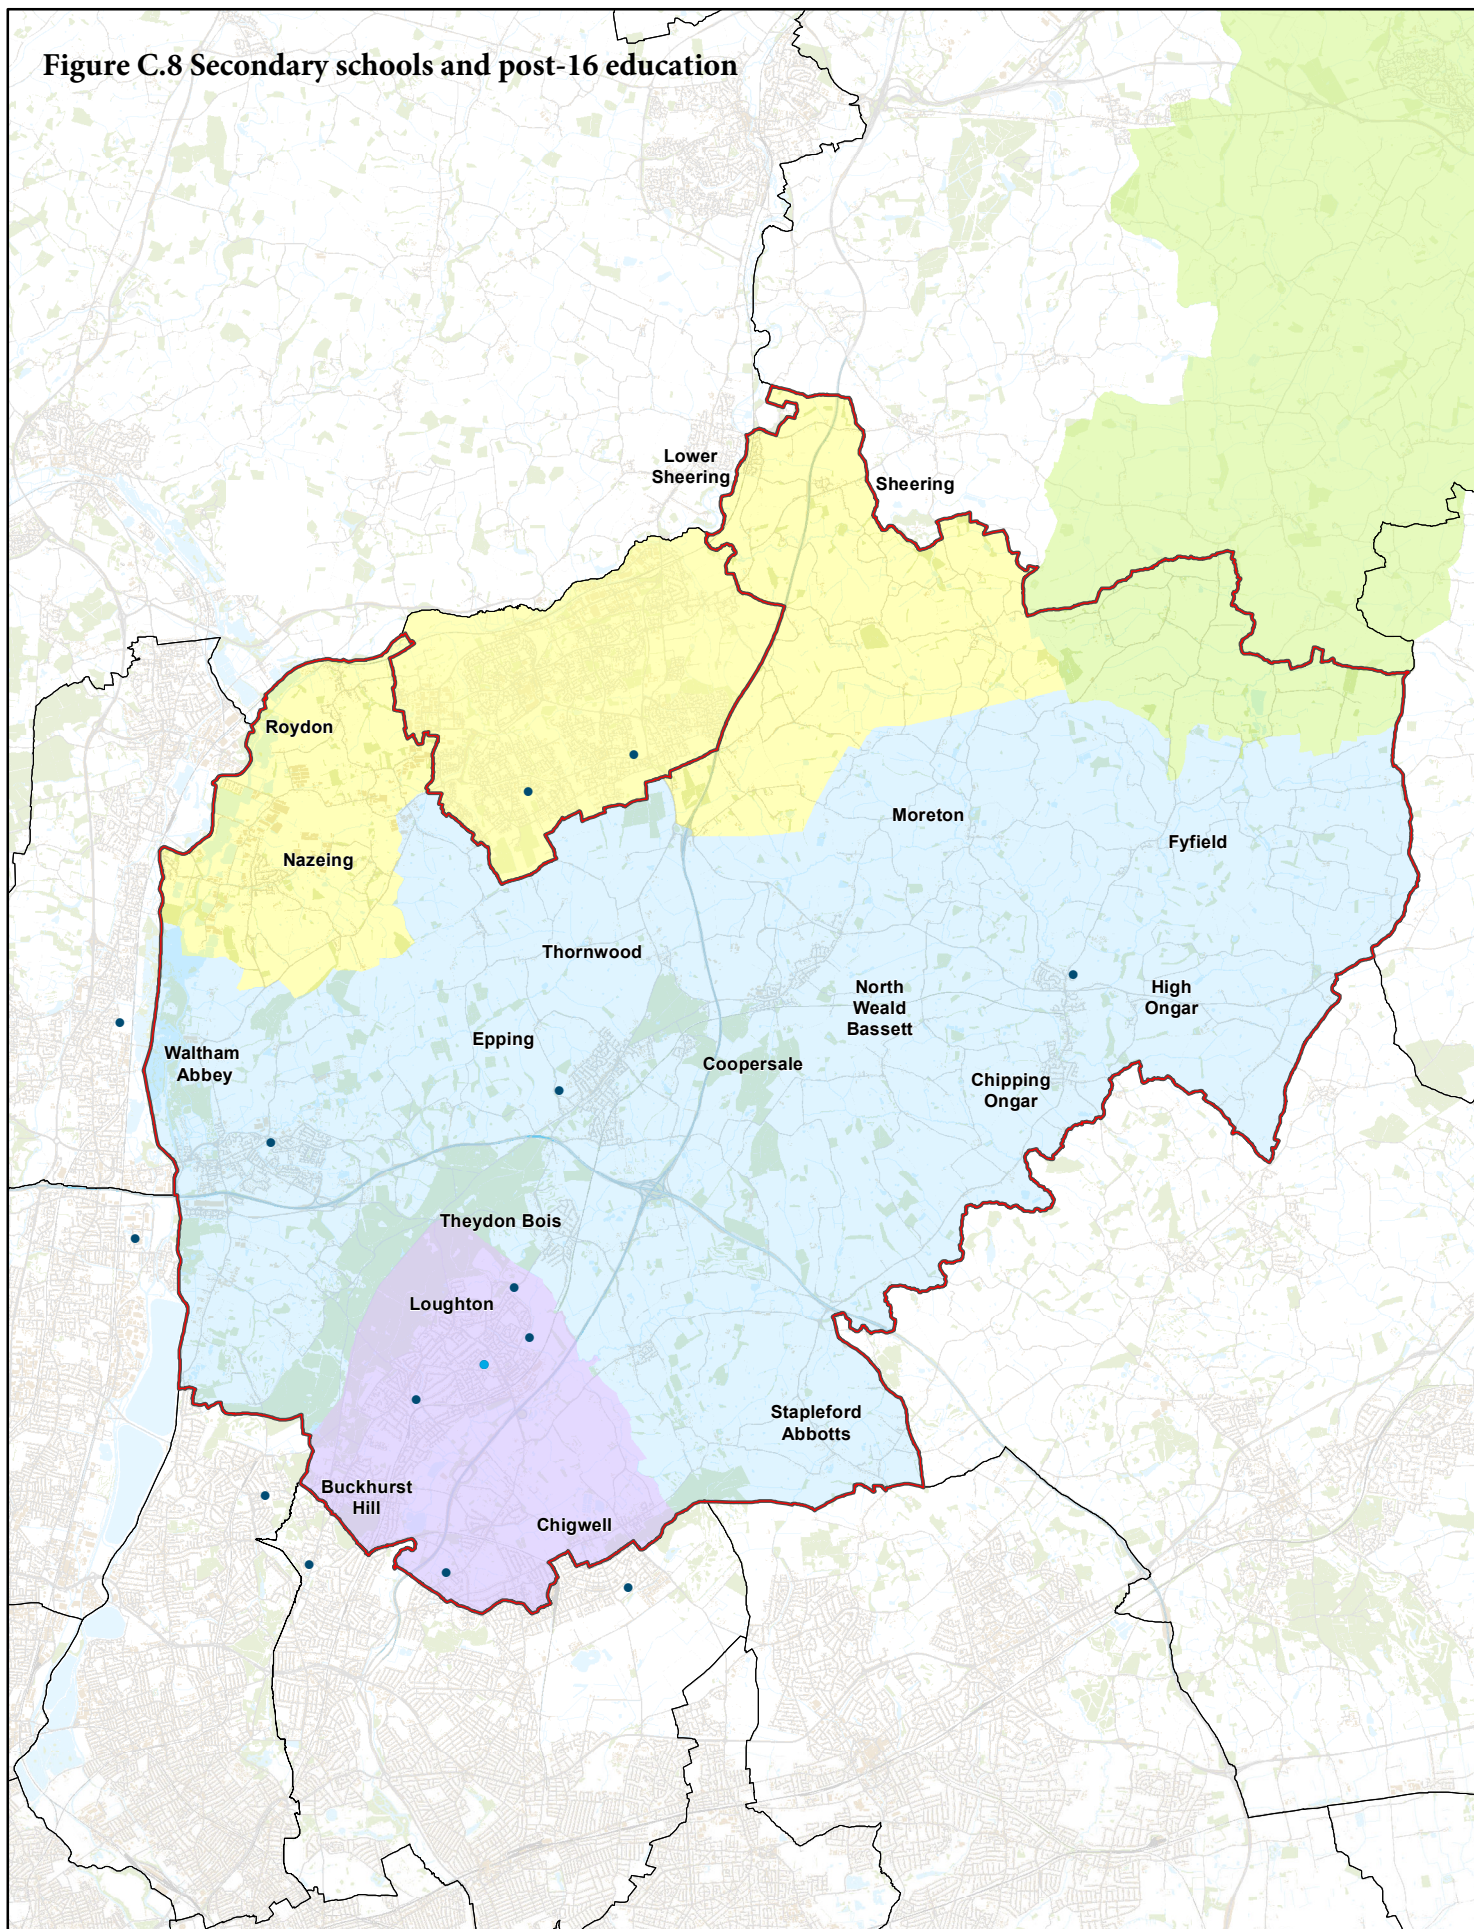 Figure C.8 Secondary schools and post-16 education
Lower
Sheering
Sheering
Roydon
Moreton
Fyfield
Nazeing
Thornwood
North
Weald
Bassett
High
Ongar
Epping
Waltham
Abbey
Coopersale
Chipping
Ongar
Theydon Bois
Loughton
Stapleford
Abbotts
Buckhurst
Hill
Chigwell